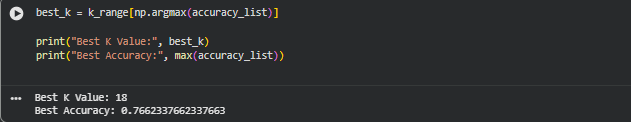 best_k = k_range[np.argmax(accuracy_list)]
print("Best K Value:", best_k)
print("Best Accuracy:", max(accuracy_list))
Best K Value: 18
Best Accuracy: 0.7662337662337663